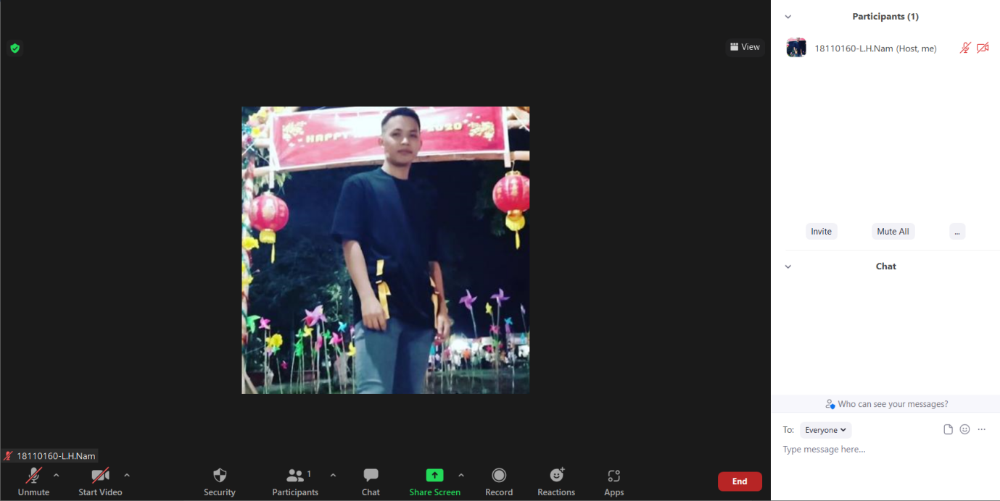 Participants (1)
18110160-L.H.Nam (Host, me)
View
HAPPY 2020
Invite
Mute All
...
Chat
Who can see your messages?
To: Everyone
Type message here...
18110160-L.H.Nam
Unmute
Start Video
Security
1
Participants
Chat
Share Screen
Record
Reactions
Apps
End